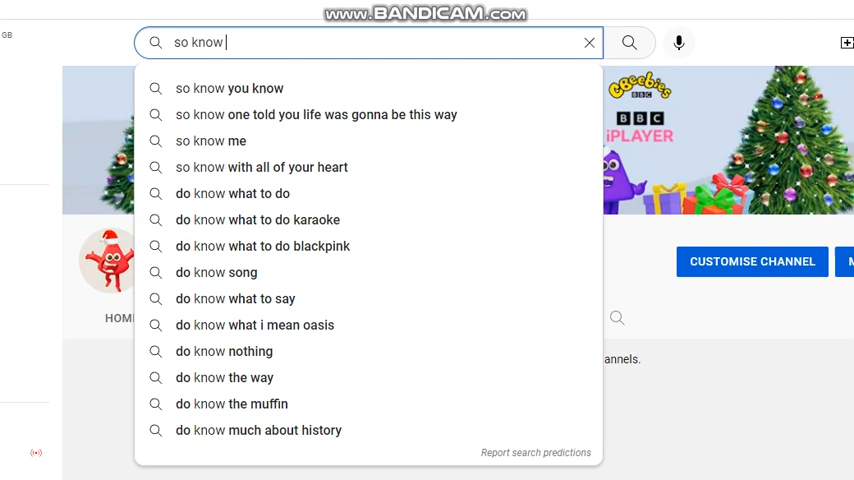 www.BANDICAM.com
GB
so know
so know you know
so know one told you life was gonna be this way
so know me
so know with all of your heart
do know what to do
do know what to do karaoke
do know what to do blackpink
do know song
do know what to say
do know what i mean oasis
do know nothing
do know the way
do know the muffin
do know much about history
Report search predictions
CBeebies
BBC
BBC
iPLAYER
CUSTOMISE CHANNEL
M
HOM
annels.